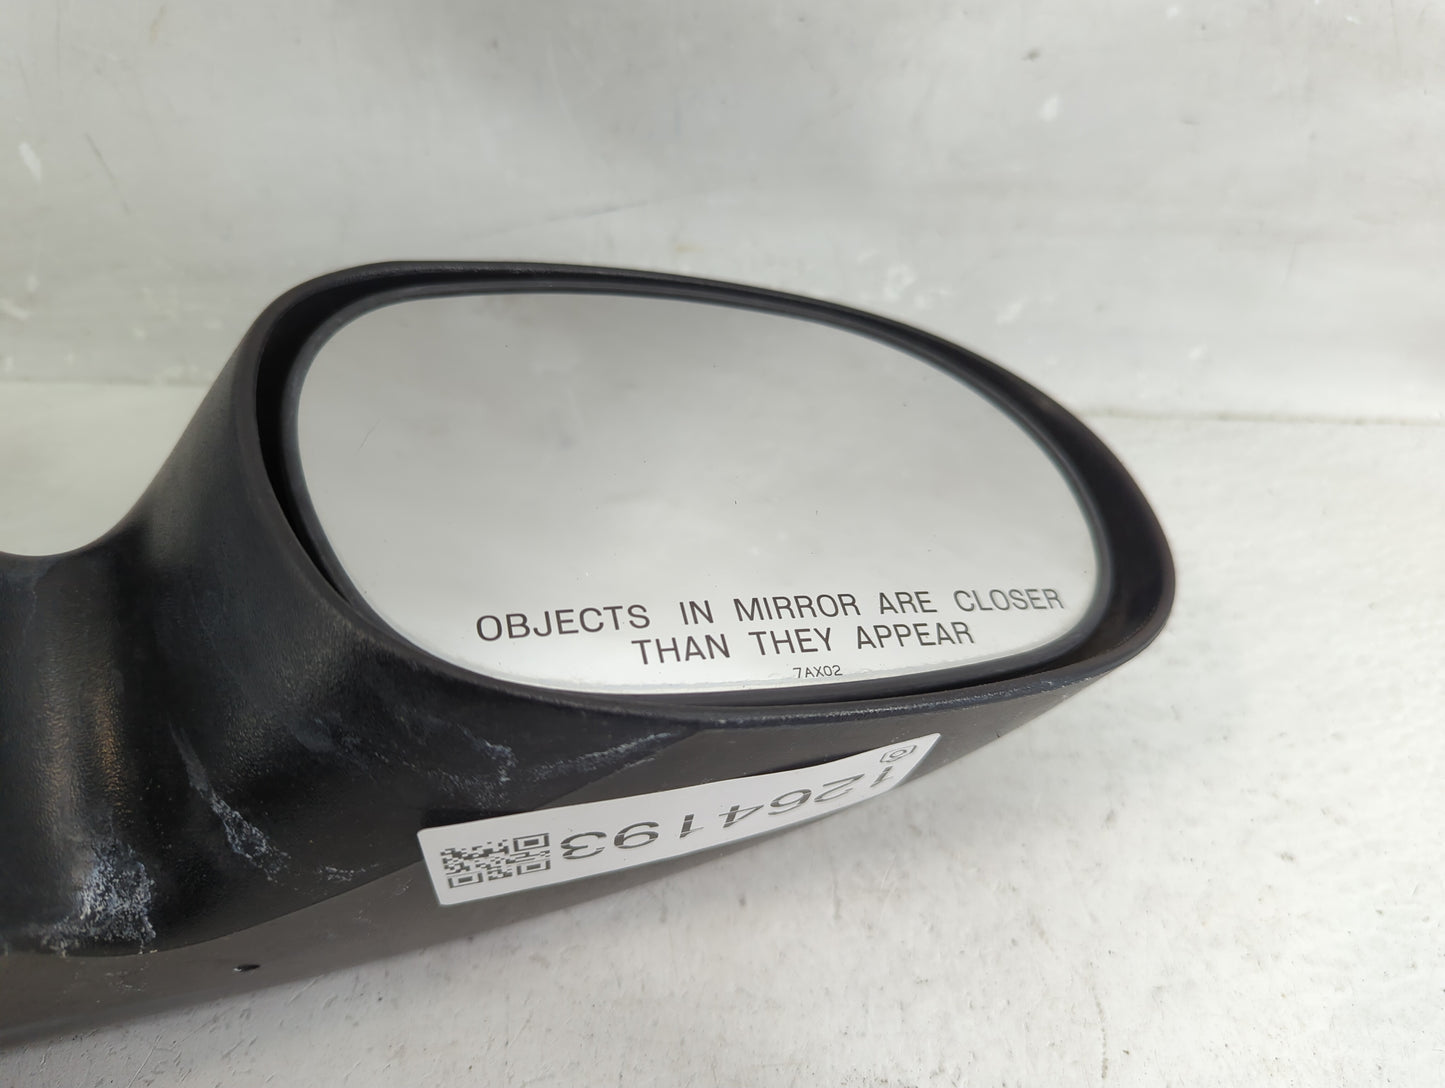 OBJECTS IN MIRROR ARE CLOSER
THAN THEY APPEAR
7AX02
1264193